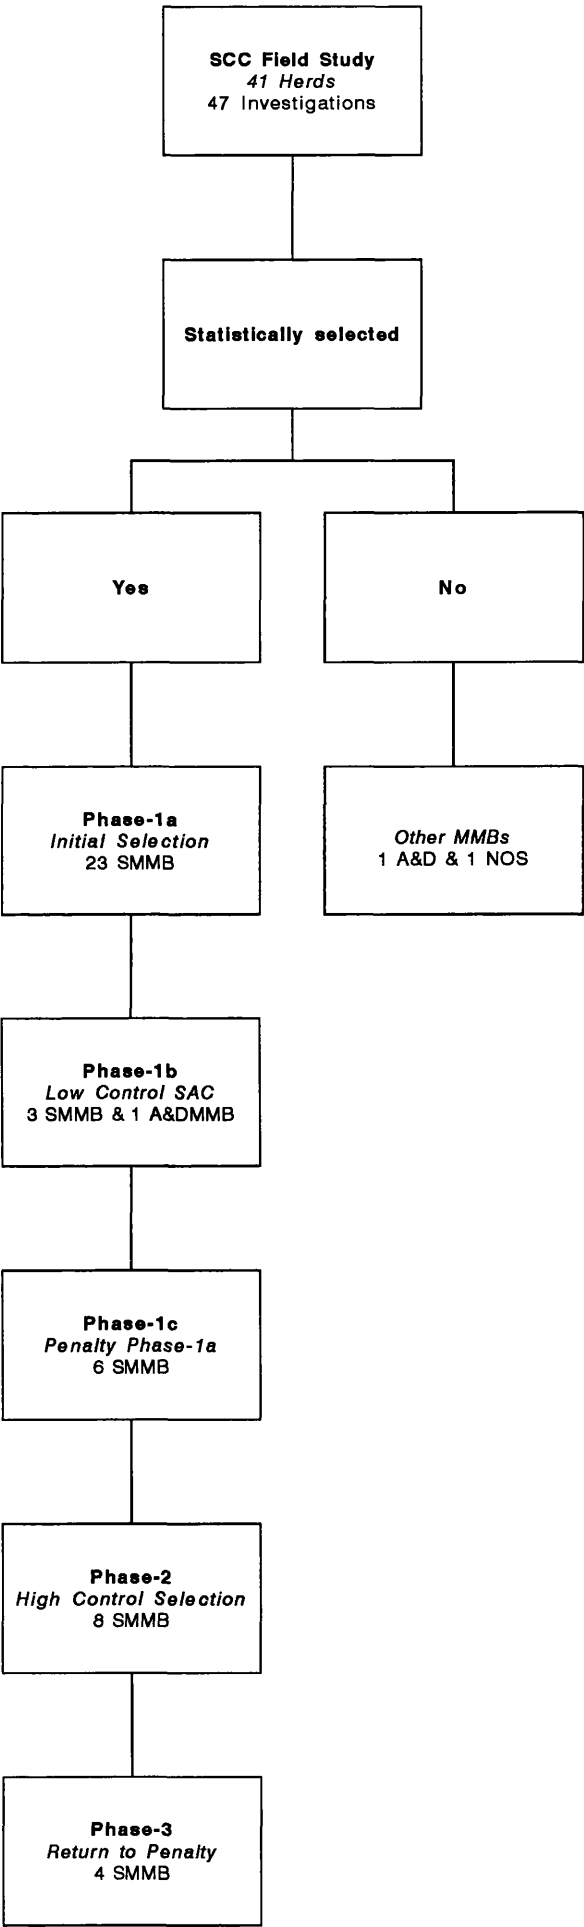 SCC Field Study
41 Herds
47 Investigations
Statistically selected
Yes
No
Phase-1a
Initial Selection
23 SMMB
Other MMBs
1 A&D & 1 NOS
Phase-1b
Low Control SAC
3 SMMB & 1 A&DMMB
Phase-1c
Penalty Phase-1a
6 SMMB
Phase-2
High Control Selection
8 SMMB
Phase-3
Return to Penalty
4 SMMB